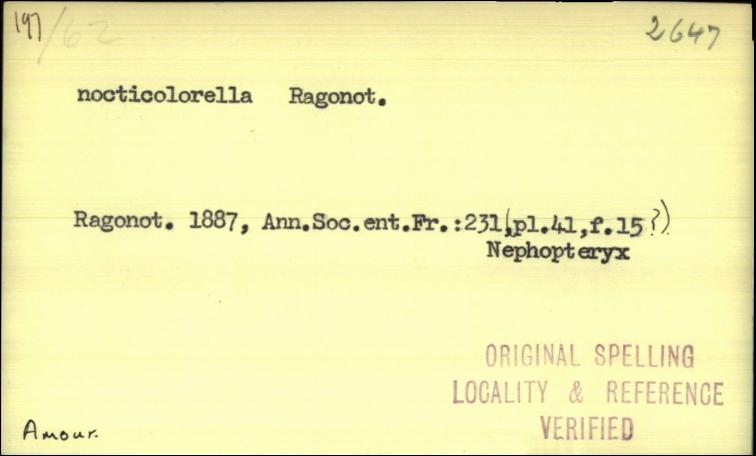 197/62 2647
nocticolorella Ragonot.
Ragonot. 1887, Ann.Soc.ent.Fr.:231(pl.41,f.15?)
Nephopteryx
ORIGINAL SPELLING
LOCALITY & REFERENCE
VERIFIED
Amour.